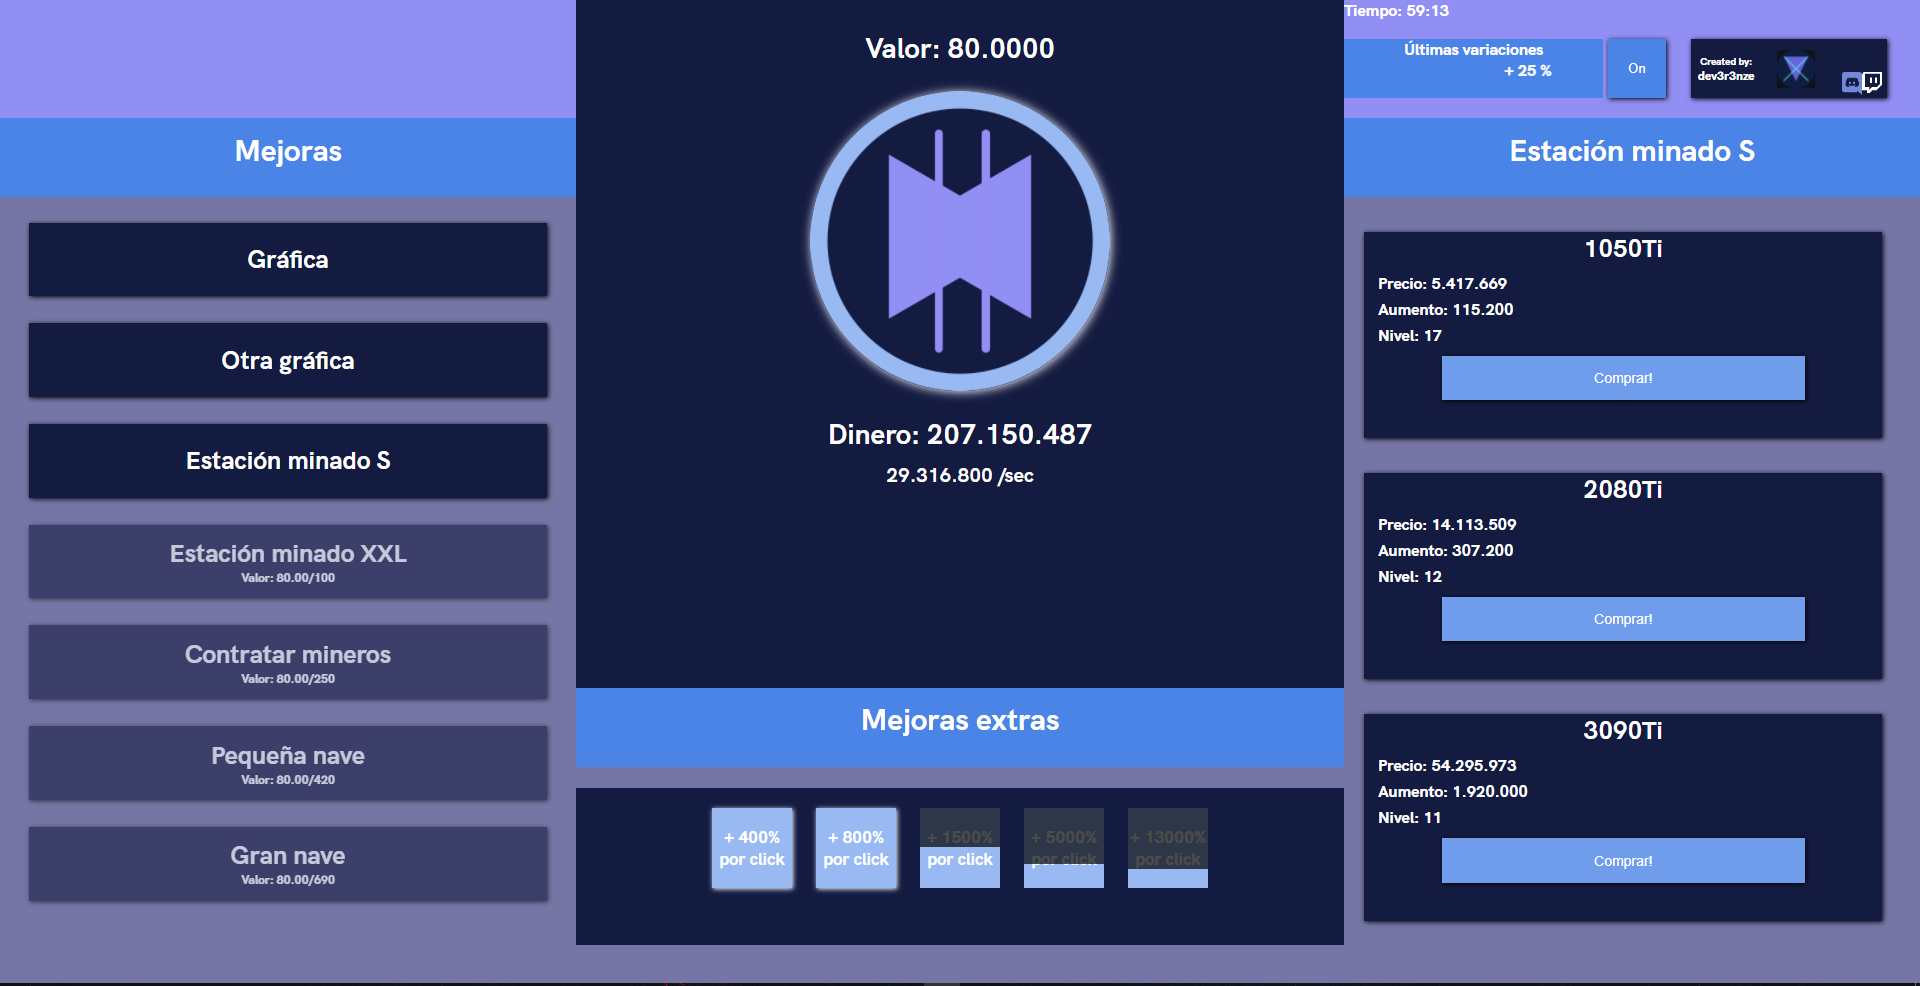 Mejoras
Gráfica
Otra gráfica
Estación minado S
Estación minado XXL
Valor: 80.00/100
Contratar mineros
Valor: 80.00/250
Pequeña nave
Valor: 80.00/420
Gran nave
Valor: 80.00/690
Valor: 80.0000
Dinero: 207.150.487
29.316.800 /sec
Mejoras extras
+ 400%
por click
+ 800%
por click
+ 1500%
por click
+ 5000%
por click
+ 13000%
por click
Tiempo: 59:13
Últimas variaciones
+ 25 %
On
Created by:
dev3r3nze
Estación minado S
1050Ti
Precio: 5.417.669
Aumento: 115.200
Nivel: 17
Comprar!
2080Ti
Precio: 14.113.509
Aumento: 307.200
Nivel: 12
Comprar!
3090Ti
Precio: 54.295.973
Aumento: 1.920.000
Nivel: 11
Comprar!